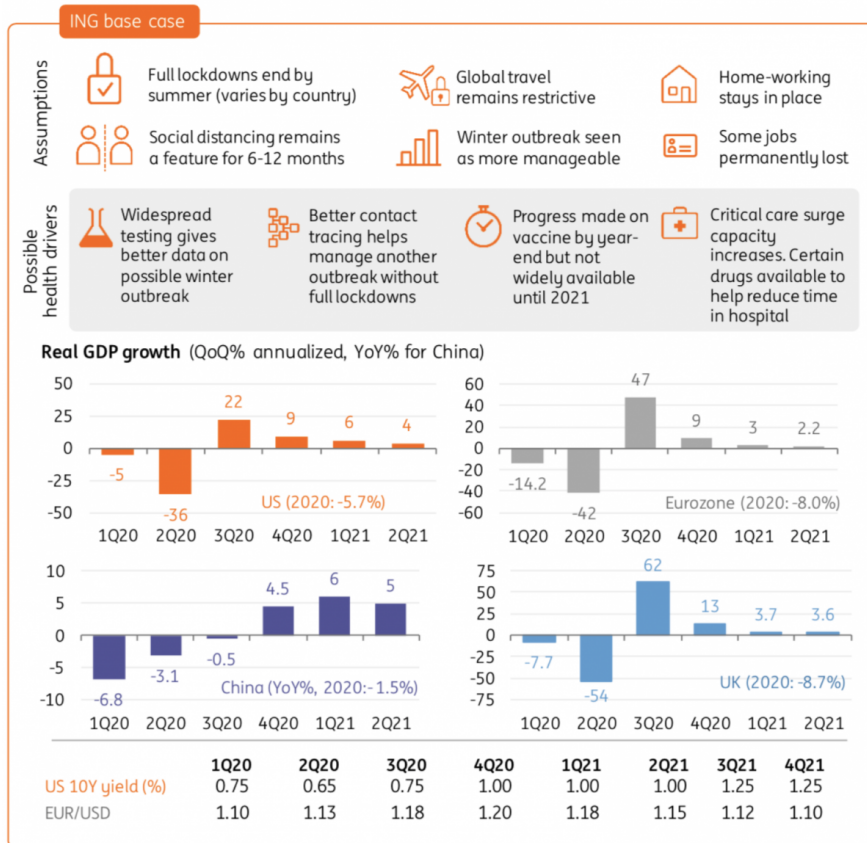 ING base case
Assumptions
Full lockdowns end by
summer (varies by country)
Global travel
remains restrictive
Home-working
stays in place
Social distancing remains
a feature for 6-12 months
Winter outbreak seen
as more manageable
Some jobs
permanently lost
Possible
health drivers
Widespread
testing gives
better data on
possible winter
outbreak
Better contact
tracing helps
manage another
outbreak without
full lockdowns
Progress made on
vaccine by year-
end but not
widely available
until 2021
Critical care surge
capacity
increases. Certain
drugs available to
help reduce time
in hospital
Real GDP growth (QoQ% annualized, YoY% for China)
50
25
0
-25
-50
-5
-36
22
9
6
4
US (2020: -5.7%)
1Q20 2Q20 3Q20 4Q20 1Q21 2Q21
60
40
20
0
-20
-40
-60
-14.2
-42
47
9
3
2.2
Eurozone (2020: -8.0%)
1Q20 2Q20 3Q20 4Q20 1Q21 2Q21
10
5
0
-5
-10
-6.8
-3.1
-0.5
4.5
6
5
China (YoY%, 2020:-1.5%)
1Q20 2Q20 3Q20 4Q20 1Q21 2Q21
75
50
25
0
-25
-50
-75
-7.7
-54
62
13
3.7
3.6
UK (2020: -8.7%)
1Q20 2Q20 3Q20 4Q20 1Q21 2Q21
1Q20 2Q20 3Q20 4Q20 1Q21 2Q21 3Q21 4Q21
US 10Y yield (%) 0.75 0.65 0.75 1.00 1.00 1.00 1.25 1.25
EUR/USD 1.10 1.13 1.18 1.20 1.18 1.15 1.12 1.10